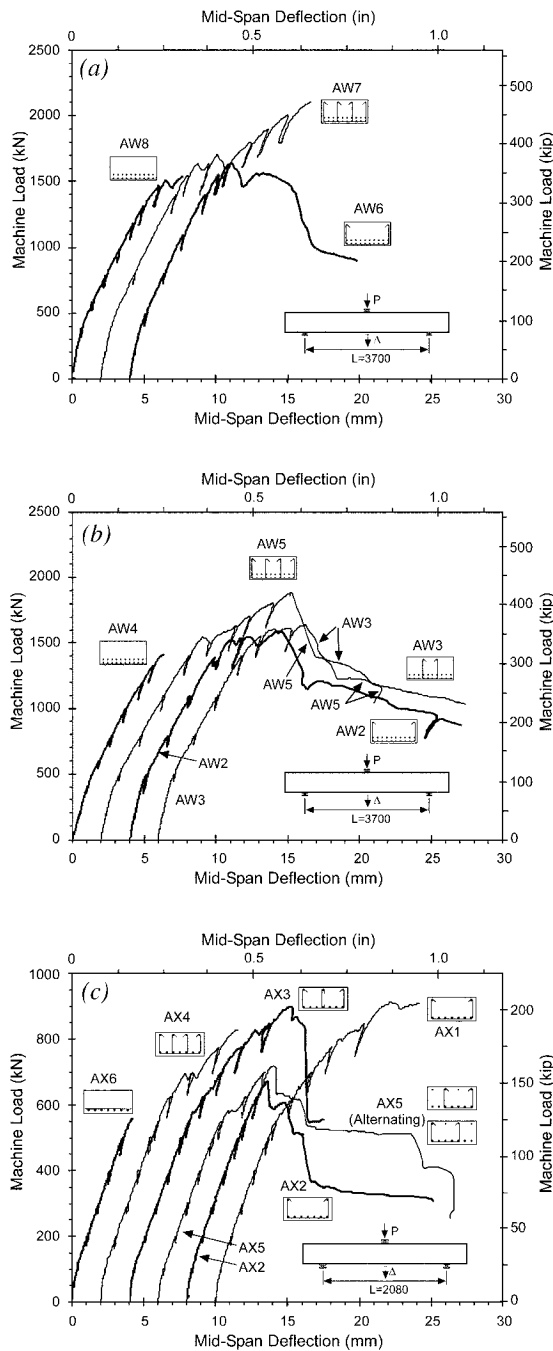 Mid-Span Deflection (in)
0 0.5 1.0
(a)
2500
2000
1500
1000
500
0
Machine Load (kN)
500
400
300
200
100
0
Machine Load (kip)
AW8
AW7
AW6
P
Δ
L=3700
0 5 10 15 20 25 30
Mid-Span Deflection (mm)
Mid-Span Deflection (in)
0 0.5 1.0
(b)
2500
2000
1500
1000
500
0
Machine Load (kN)
500
400
300
200
100
0
Machine Load (kip)
AW5
AW4
AW3
AW3
AW5
AW5
AW2
AW2
AW3
P
Δ
L=3700
0 5 10 15 20 25 30
Mid-Span Deflection (mm)
Mid-Span Deflection (in)
0 0.5 1.0
(c)
1000
800
600
400
200
0
Machine Load (kN)
200
150
100
50
0
Machine Load (kip)
AX3
AX4
AX1
AX6
AX5
(Alternating)
AX2
AX5
AX2
P
Δ
L=2080
0 5 10 15 20 25 30
Mid-Span Deflection (mm)